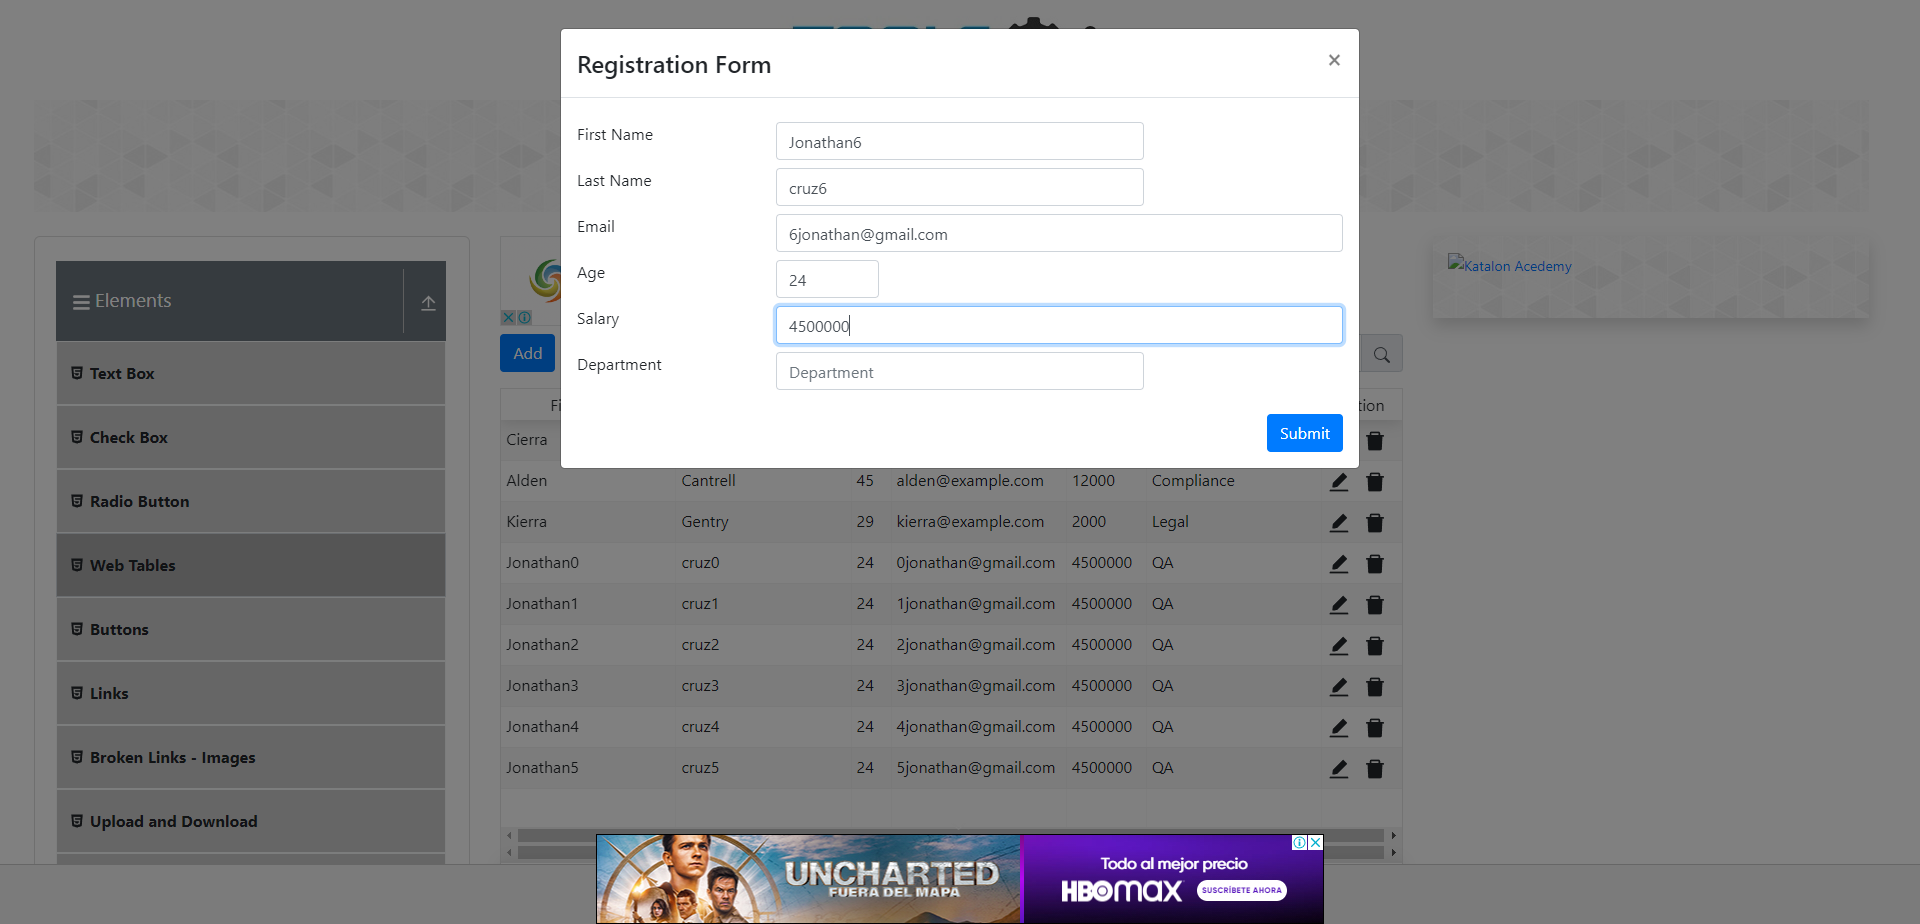 Registration Form ×
First Name Jonathan6
Last Name cruz6
Email 6jonathan@gmail.com
Age 24
Salary 4500000
Department Department
Submit
Elements
Text Box
Check Box
Radio Button
Web Tables
Buttons
Links
Broken Links - Images
Upload and Download
Katalon Acedemy
Add
Cierra
Alden Cantrell 45 alden@example.com 12000 Compliance
Kierra Gentry 29 kierra@example.com 2000 Legal
Jonathan0 cruz0 24 0jonathan@gmail.com 4500000 QA
Jonathan1 cruz1 24 1jonathan@gmail.com 4500000 QA
Jonathan2 cruz2 24 2jonathan@gmail.com 4500000 QA
Jonathan3 cruz3 24 3jonathan@gmail.com 4500000 QA
Jonathan4 cruz4 24 4jonathan@gmail.com 4500000 QA
Jonathan5 cruz5 24 5jonathan@gmail.com 4500000 QA
UNCHARTED
FUERA DEL MAPA
Todo al mejor precio
HBOmax SUSCRÍBETE AHORA